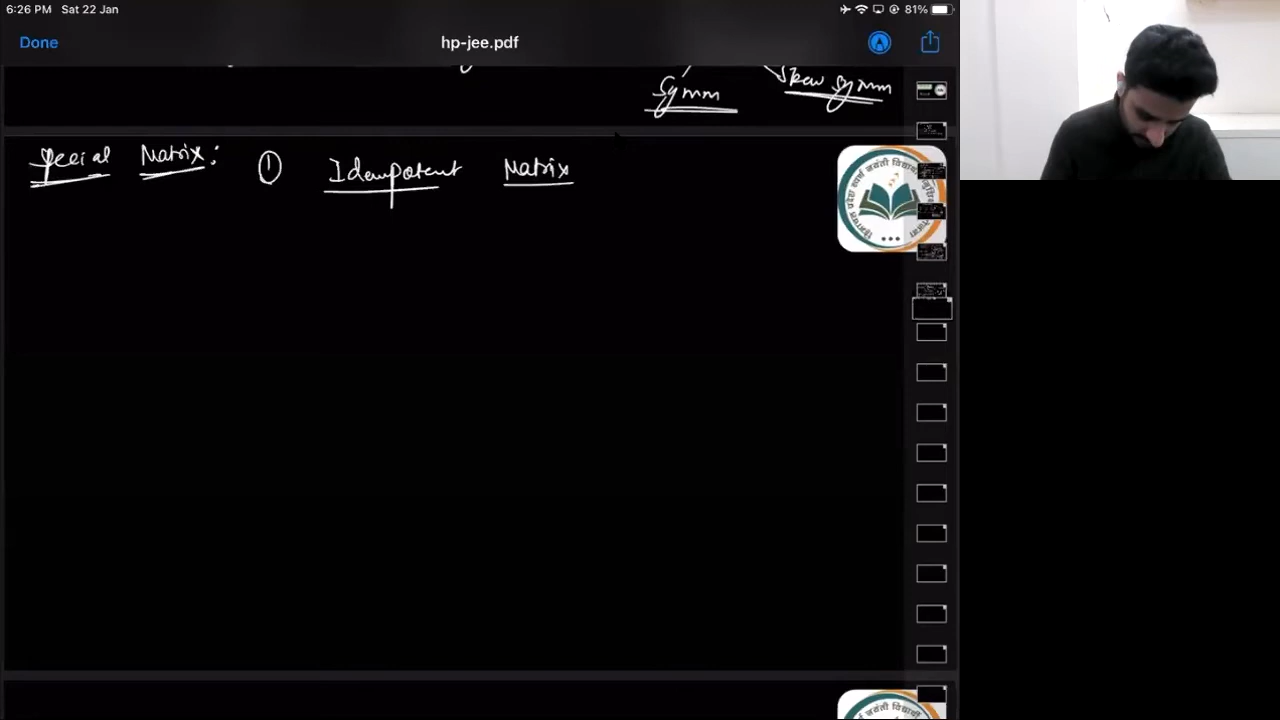 6:26 PM Sat 22 Jan 81%
Done hp-jee.pdf
Symm Skew symm
Special Matrix: ① Idempotent Matrix